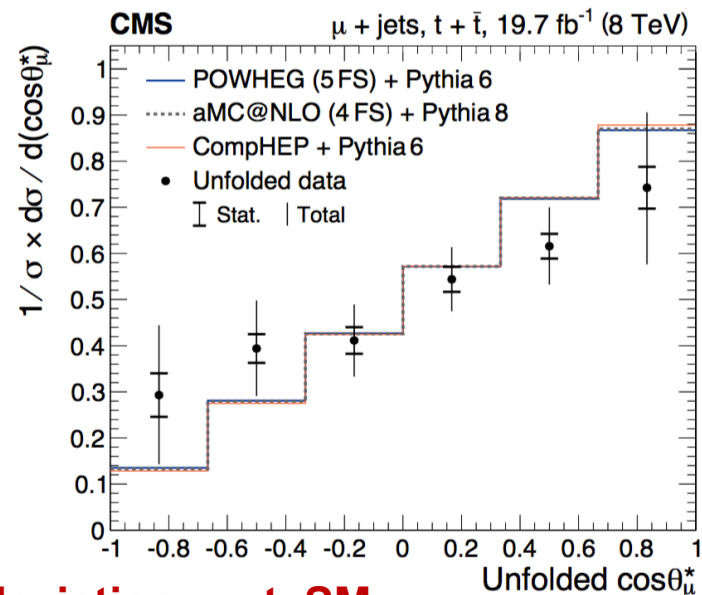 CMS
μ + jets, t + t̄, 19.7 fb⁻¹ (8 TeV)
1/ σ × dσ / d(cosθ*μ)
POWHEG (5 FS) + Pythia 6
aMC@NLO (4 FS) + Pythia 8
CompHEP + Pythia 6
Unfolded data
Stat. Total
1
0.9
0.8
0.7
0.6
0.5
0.4
0.3
0.2
0.1
0
-1 -0.8 -0.6 -0.4 -0.2 0 0.2 0.4 0.6 0.8 1
Unfolded cosθ*μ